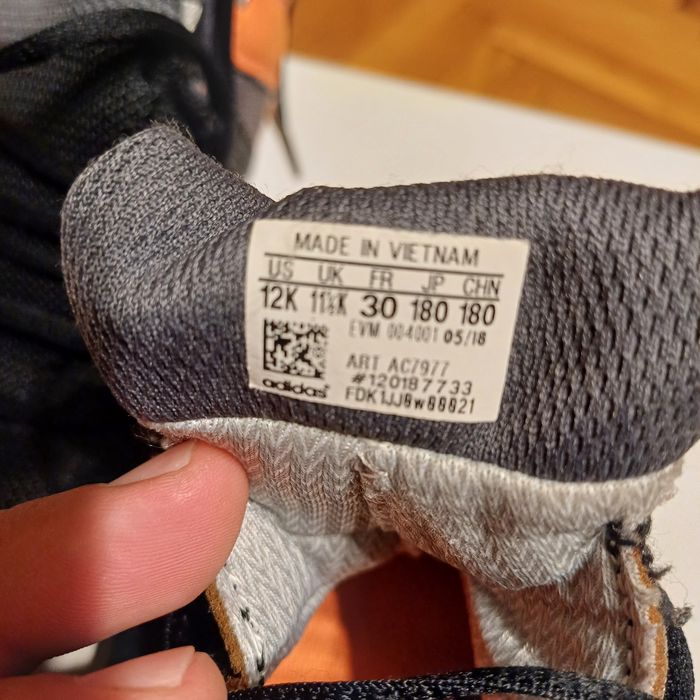 MADE IN VIETNAM
US UK FR JP CHN
12K 11½K 30 180 180
EVM 004001 05/18
ART AC7977
#120187733
adidas
FDK1JJ0w00021